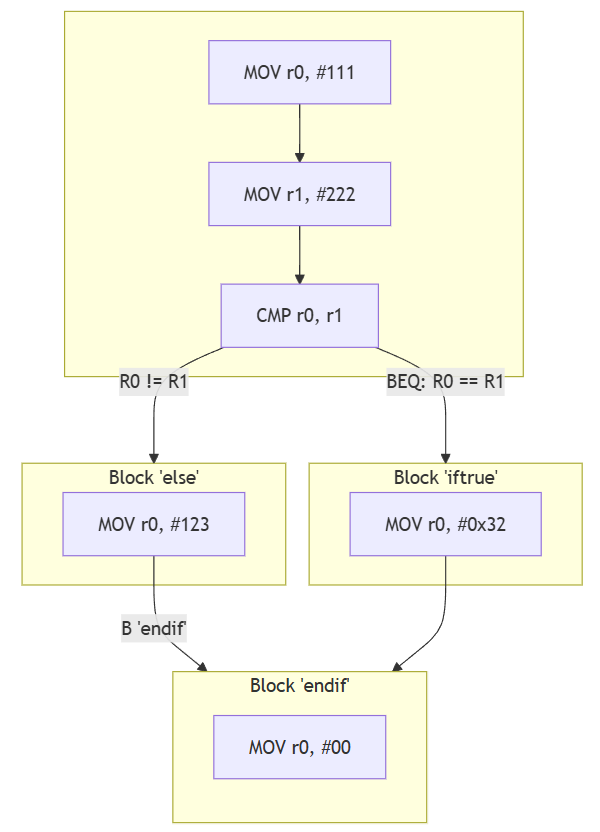 MOV r0, #111
MOV r1, #222
CMP r0, r1
R0 != R1
BEQ: R0 == R1
Block 'else'
MOV r0, #123
Block 'iftrue'
MOV r0, #0x32
B 'endif'
Block 'endif'
MOV r0, #00